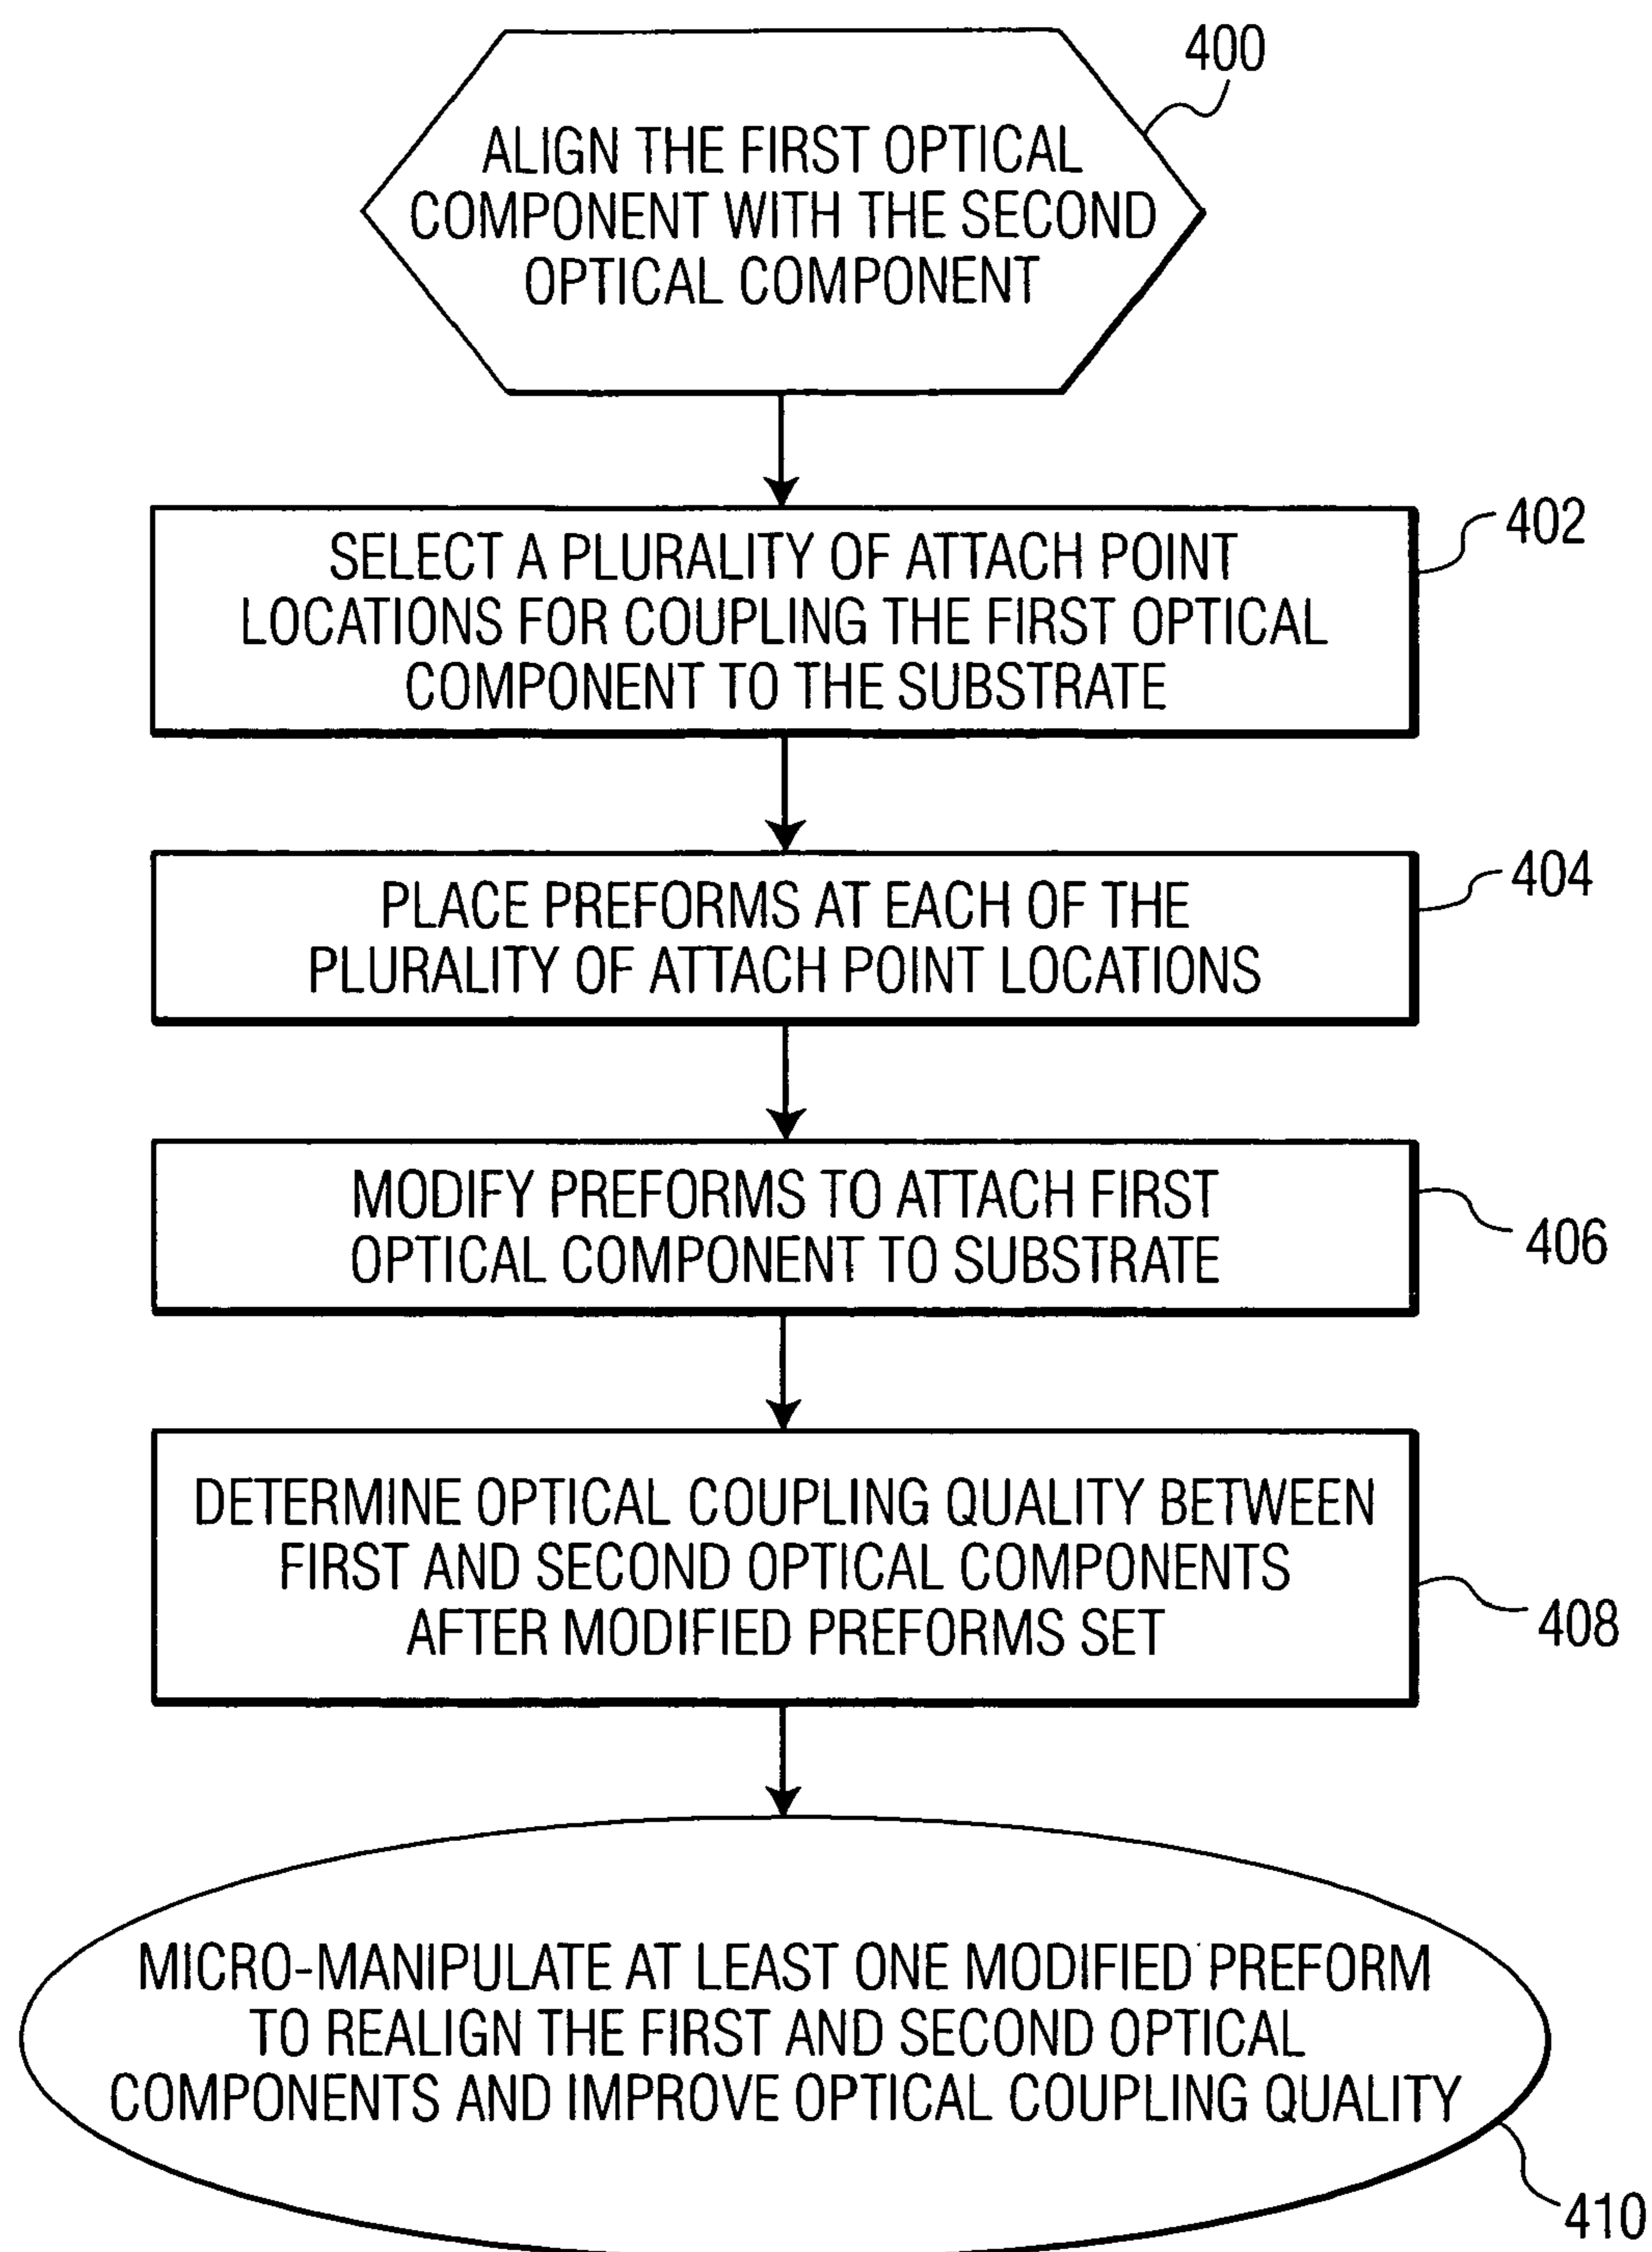 400
ALIGN THE FIRST OPTICAL
COMPONENT WITH THE SECOND
OPTICAL COMPONENT
402
SELECT A PLURALITY OF ATTACH POINT
LOCATIONS FOR COUPLING THE FIRST OPTICAL
COMPONENT TO THE SUBSTRATE
404
PLACE PREFORMS AT EACH OF THE
PLURALITY OF ATTACH POINT LOCATIONS
MODIFY PREFORMS TO ATTACH FIRST
OPTICAL COMPONENT TO SUBSTRATE
406
DETERMINE OPTICAL COUPLING QUALITY BETWEEN
FIRST AND SECOND OPTICAL COMPONENTS
AFTER MODIFIED PREFORMS SET
408
MICRO-MANIPULATE AT LEAST ONE MODIFIED PREFORM
TO REALIGN THE FIRST AND SECOND OPTICAL
COMPONENTS AND IMPROVE OPTICAL COUPLING QUALITY
410